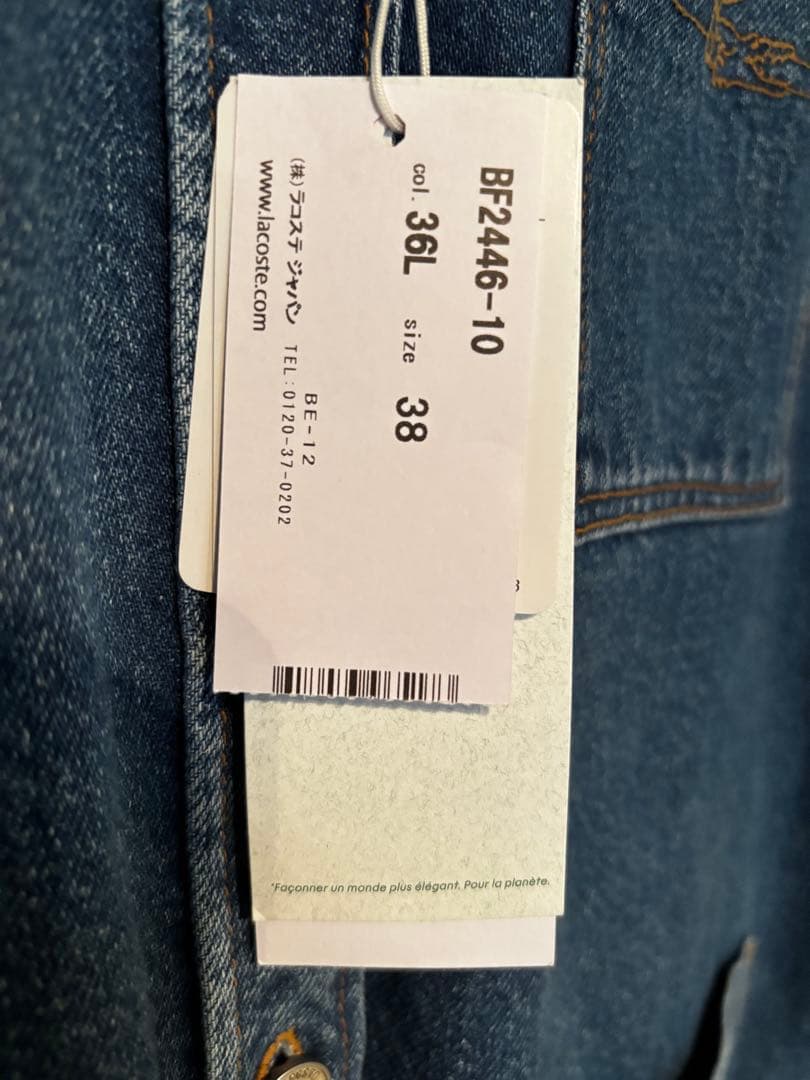 BF2446-10
col. 36L size 38
BE-12
(株)ラコステ ジャパン TEL:0120-37-0202
www.lacoste.com
*Façonner un monde plus élégant. Pour la planète.